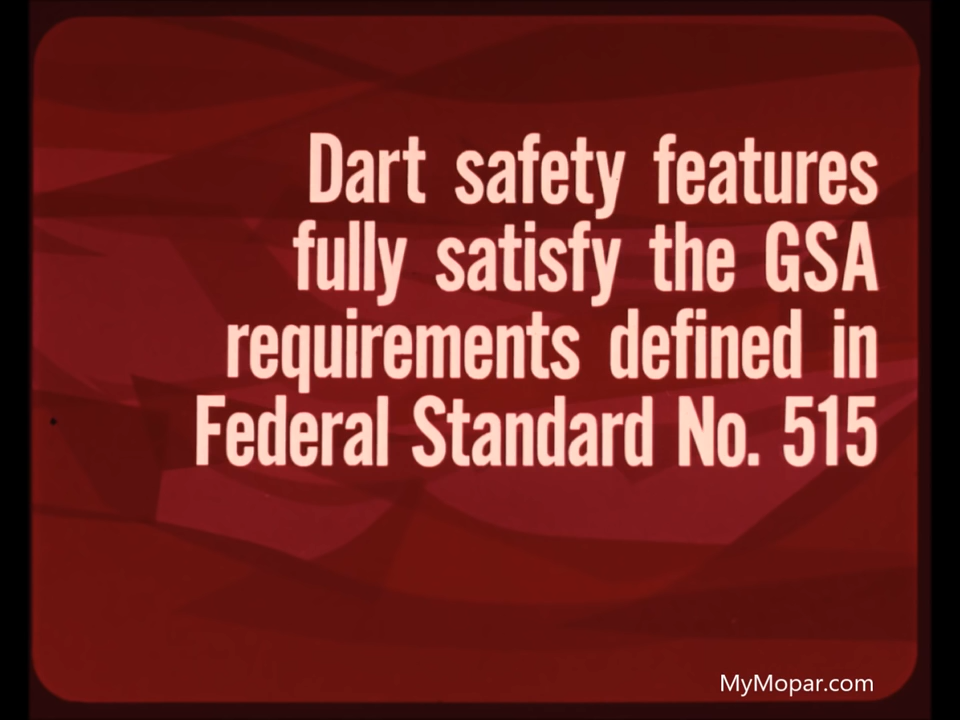 Dart safety features
fully satisfy the GSA
requirements defined in
Federal Standard No. 515
MyMopar.com